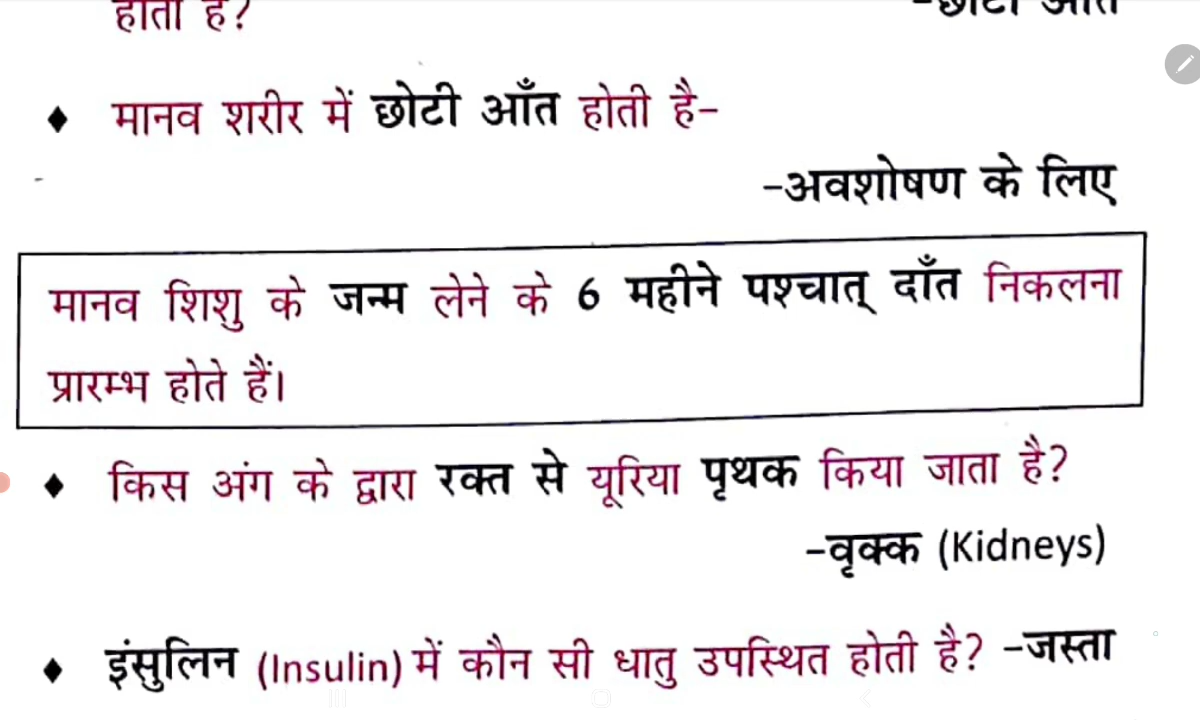 होता है?
-छोटी आँत
♦ मानव शरीर में छोटी आँत होती है-
-अवशोषण के लिए
मानव शिशु के जन्म लेने के 6 महीने पश्चात् दाँत निकलना
प्रारम्भ होते हैं।
♦ किस अंग के द्वारा रक्त से यूरिया पृथक किया जाता है?
-वृक्क (Kidneys)
♦ इंसुलिन (Insulin) में कौन सी धातु उपस्थित होती है? -जस्ता